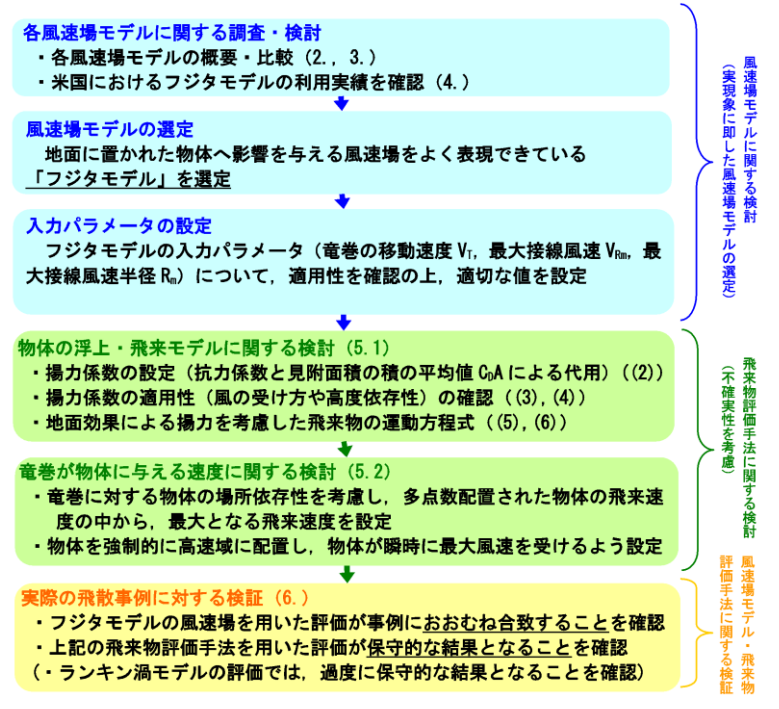 各風速場モデルに関する調査・検討
・各風速場モデルの概要・比較（2．，3．）
・米国におけるフジタモデルの利用実績を確認（4．）
風速場モデルの選定
地面に置かれた物体へ影響を与える風速場をよく表現できている
「フジタモデル」を選定
入力パラメータの設定
フジタモデルの入力パラメータ（竜巻の移動速度VT，最大接線風速VRm，最
大接線風速半径Rm）について，適用性を確認の上，適切な値を設定
風速場モデルに関する検討
（実現象に即した風速場モデルの選定）
物体の浮上・飛来モデルに関する検討（5.1）
・揚力係数の設定（抗力係数と見附面積の積の平均値CDAによる代用）（(2)）
・揚力係数の適用性（風の受け方や高度依存性）の確認（(3),(4)）
・地面効果による揚力を考慮した飛来物の運動方程式（(5),(6)）
竜巻が物体に与える速度に関する検討（5.2）
・竜巻に対する物体の場所依存性を考慮し，多点数配置された物体の飛来速
度の中から，最大となる飛来速度を設定
・物体を強制的に高速域に配置し，物体が瞬時に最大風速を受けるよう設定
飛来物評価手法に関する検討
（不確実性を考慮）
実際の飛散事例に対する検証（6．）
・フジタモデルの風速場を用いた評価が事例におおむね合致することを確認
・上記の飛来物評価手法を用いた評価が保守的な結果となることを確認
（・ランキン渦モデルの評価では，過度に保守的な結果となることを確認）
風速場モデル・飛来物
評価手法に関する検証